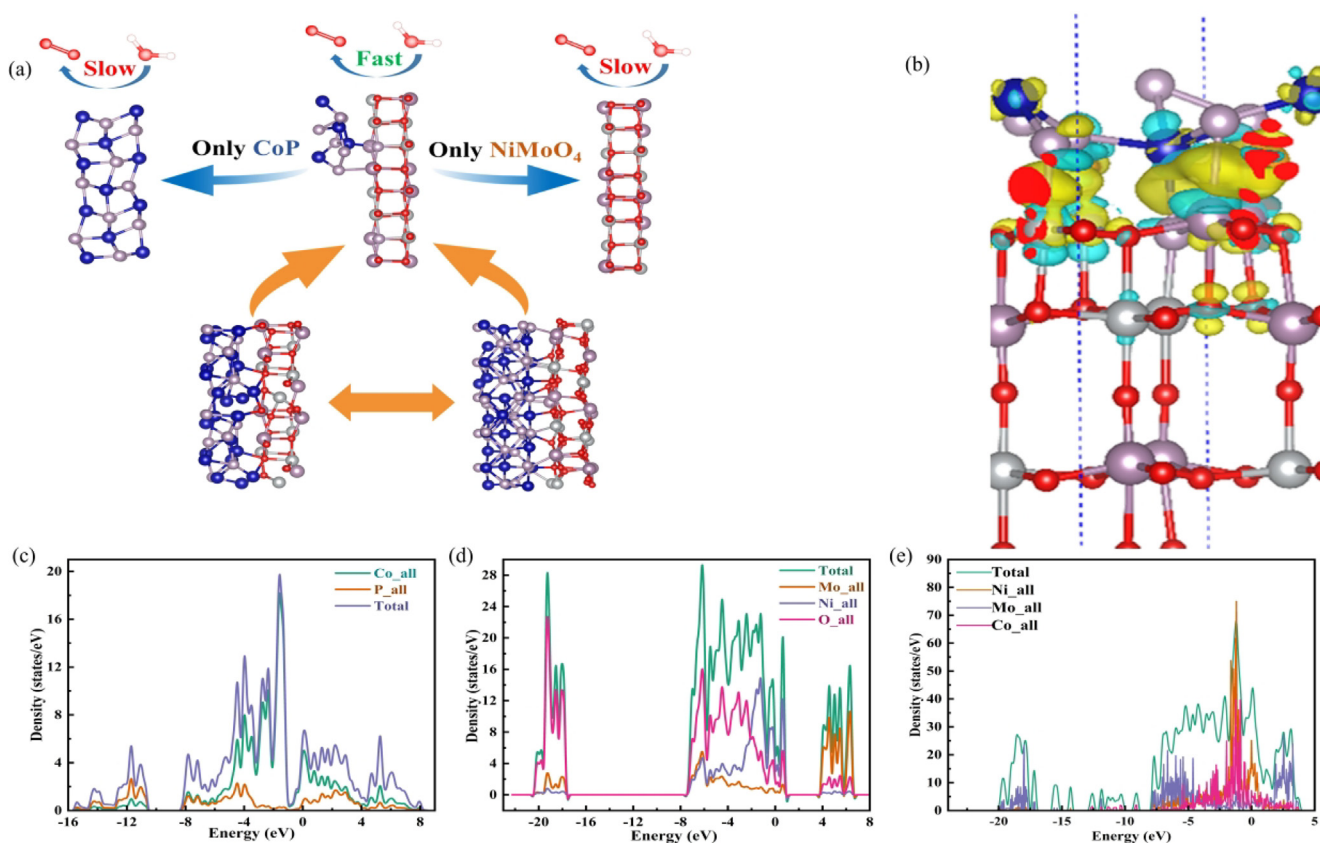 (a)
Slow
Fast
Slow
Only CoP
Only NiMoO₄
(b)
(c)
Co_all
P_all
Total
20
16
12
8
4
0
Density (states/eV)
-16 -12 -8 -4 0 4 8
Energy (eV)
(d)
Total
Mo_all
Ni_all
O_all
28
24
20
16
12
8
4
0
Density (states/eV)
-20 -16 -12 -8 -4 0 4 8
Energy (eV)
(e)
Total
Ni_all
Mo_all
Co_all
90
80
70
60
50
40
30
20
10
0
Density (states/eV)
-20 -15 -10 -5 0 5
Energy (eV)